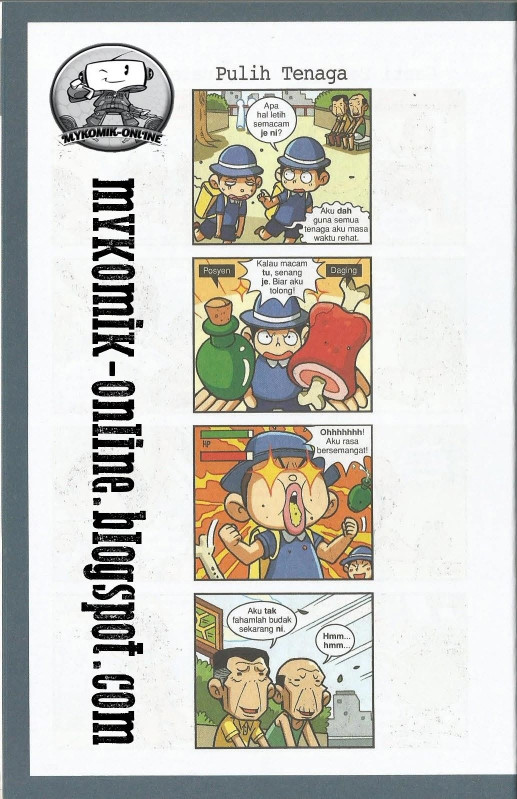 MYKOMIK-ONLINE
mykomik-online.blogspot.com
Pulih Tenaga
Apa
hal letih
semacam
je ni?
Aku dah
guna semua
tenaga aku masa
waktu rehat.
Posyen
Kalau macam
tu, senang
je. Biar aku
tolong!
Daging
HP
Ohhhhhhh!
Aku rasa
bersemangat!
Aku tak
fahamlah budak
sekarang ni.
Hmm...
hmm...